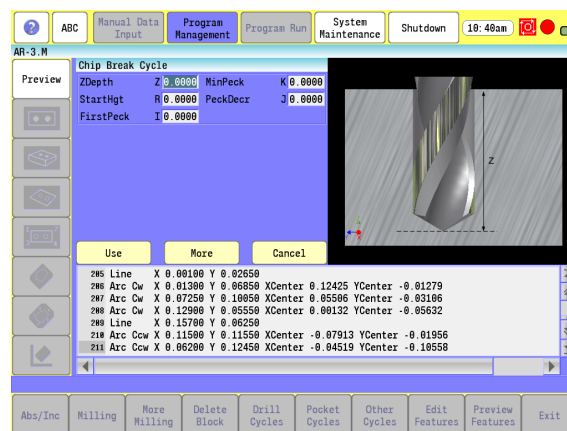 ?
ABC
Manual Data Input
Program Management
Program Run
System Maintenance
Shutdown
10:40am
AR-3.M
Preview
Chip Break Cycle
ZDepth Z 0.0000 MinPeck K 0.0000
StartHgt R 0.0000 PeckDecr J 0.0000
FirstPeck I 0.0000
Z
Use More Cancel
205 Line X 0.00100 Y 0.02650
206 Arc Cw X 0.01300 Y 0.06850 XCenter 0.12425 YCenter -0.01279
207 Arc Cw X 0.07250 Y 0.10050 XCenter 0.05506 YCenter -0.03106
208 Arc Cw X 0.12900 Y 0.05550 XCenter 0.00132 YCenter -0.05632
209 Line X 0.15700 Y 0.06250
210 Arc Ccw X 0.11500 Y 0.11550 XCenter -0.07913 YCenter -0.01956
211 Arc Ccw X 0.06200 Y 0.12450 XCenter -0.04519 YCenter -0.10558
Abs/Inc
Milling
More Milling
Delete Block
Drill Cycles
Pocket Cycles
Other Cycles
Edit Features
Preview Features
Exit